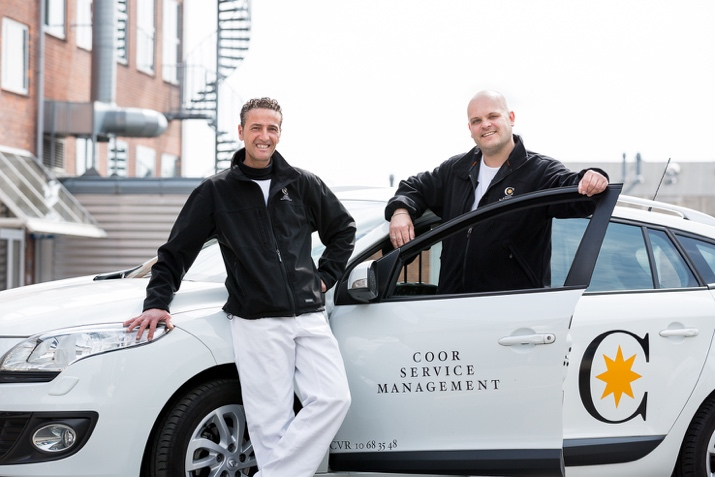 COOR
SERVICE
MANAGEMENT
C
CVR 10 68 35 48